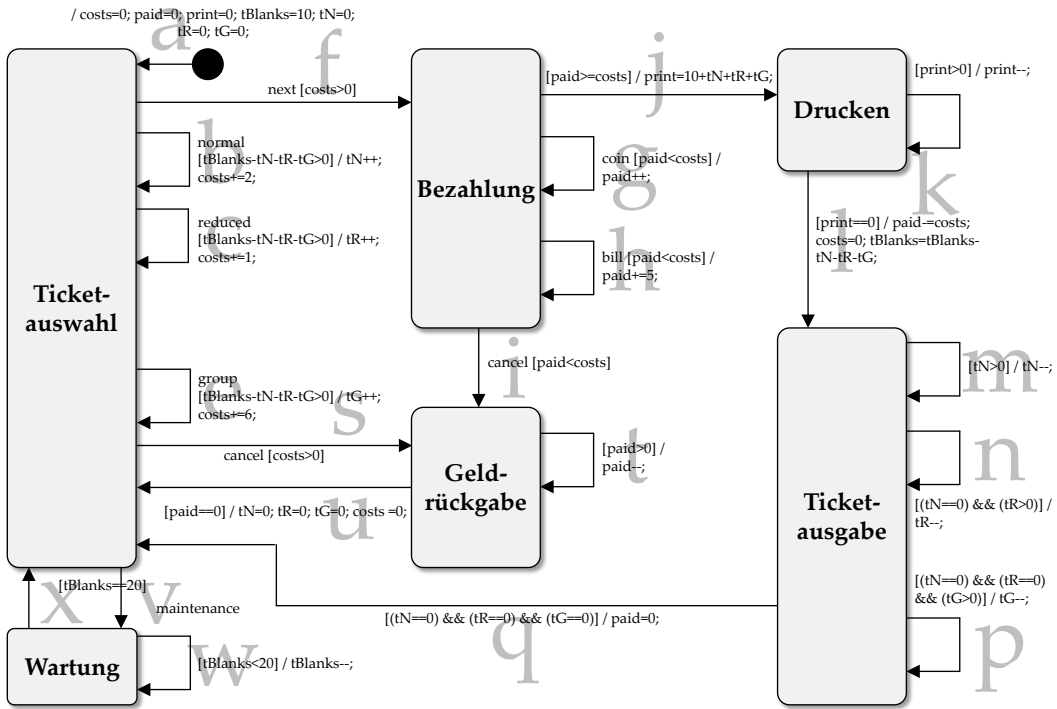 / costs=0; paid=0; print=0; tBlanks=10; tN=0;
tR=0; tG=0;
a
f
next [costs>0]
b
normal
[tBlanks-tN-tR-tG>0] / tN++;
costs+=2;
c
reduced
[tBlanks-tN-tR-tG>0] / tR++;
costs+=1;
Ticket-
auswahl
e
group
[tBlanks-tN-tR-tG>0] / tG++;
costs+=6;
s
cancel [costs>0]
[paid==0] / tN=0; tR=0; tG=0; costs =0;
u
Bezahlung
j
[paid>=costs] / print=10+tN+tR+tG;
g
coin [paid<costs] /
paid++;
h
bill [paid<costs] /
paid+=5;
i
cancel [paid<costs]
Geld-
rückgabe
t
[paid>0] /
paid--;
Drucken
[print>0] / print--;
k
l
[print==0] / paid-=costs;
costs=0; tBlanks=tBlanks-
tN-tR-tG;
Ticket-
ausgabe
m
[tN>0] / tN--;
n
[(tN==0) && (tR>0)] /
tR--;
[(tN==0) && (tR==0)
&& (tG>0)] / tG--;
p
[(tN==0) && (tR==0) && (tG==0)] / paid=0;
q
x
[tBlanks==20]
v
maintenance
Wartung
w
[tBlanks<20] / tBlanks--;